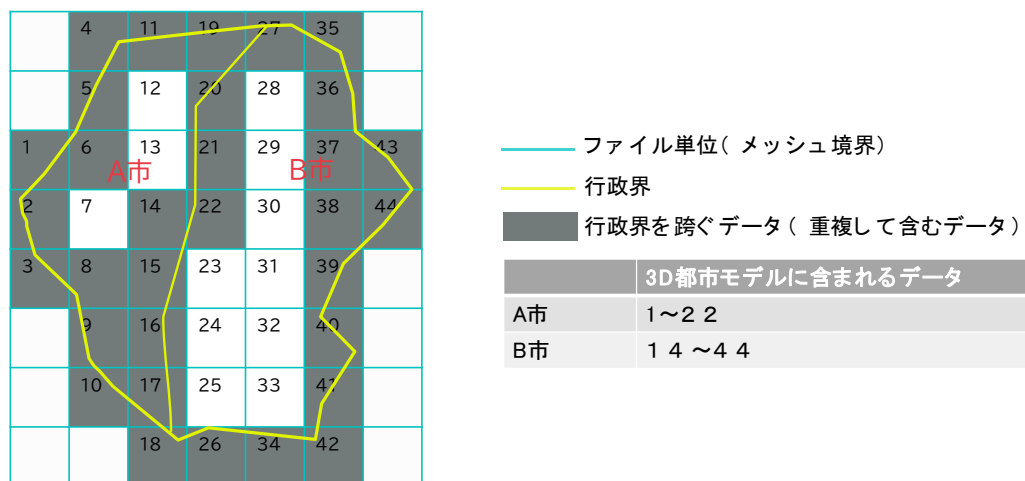 4 11 19 27 35
5 12 20 28 36
1 6 13 21 29 37 43
A市 B市
2 7 14 22 30 38 44
3 8 15 23 31 39
9 16 24 32 40
10 17 25 33 41
18 26 34 42
ファイル単位(メッシュ境界)
行政界
行政界を跨ぐデータ(重複して含むデータ)
3D都市モデルに含まれるデータ
A市 1～22
B市 14～44